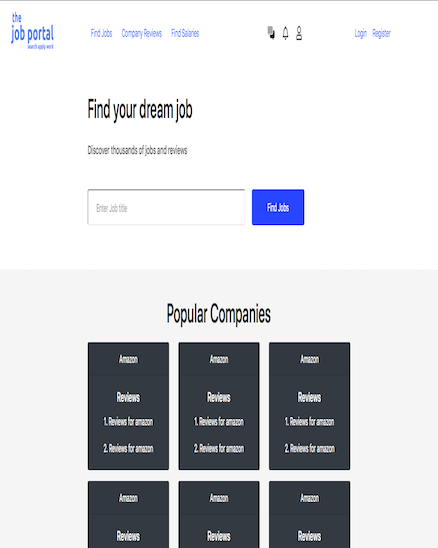 the
job portal
search apply work
Find Jobs Company Reviews Find Salaries Login Register
Find your dream job
Discover thousands of jobs and reviews
Enter Job title Find Jobs
Popular Companies
Amazon Amazon Amazon
Reviews Reviews Reviews
1. Reviews for amazon 1. Reviews for amazon 1. Reviews for amazon
2. Reviews for amazon 2. Reviews for amazon 2. Reviews for amazon
Amazon Amazon Amazon
Reviews Reviews Reviews